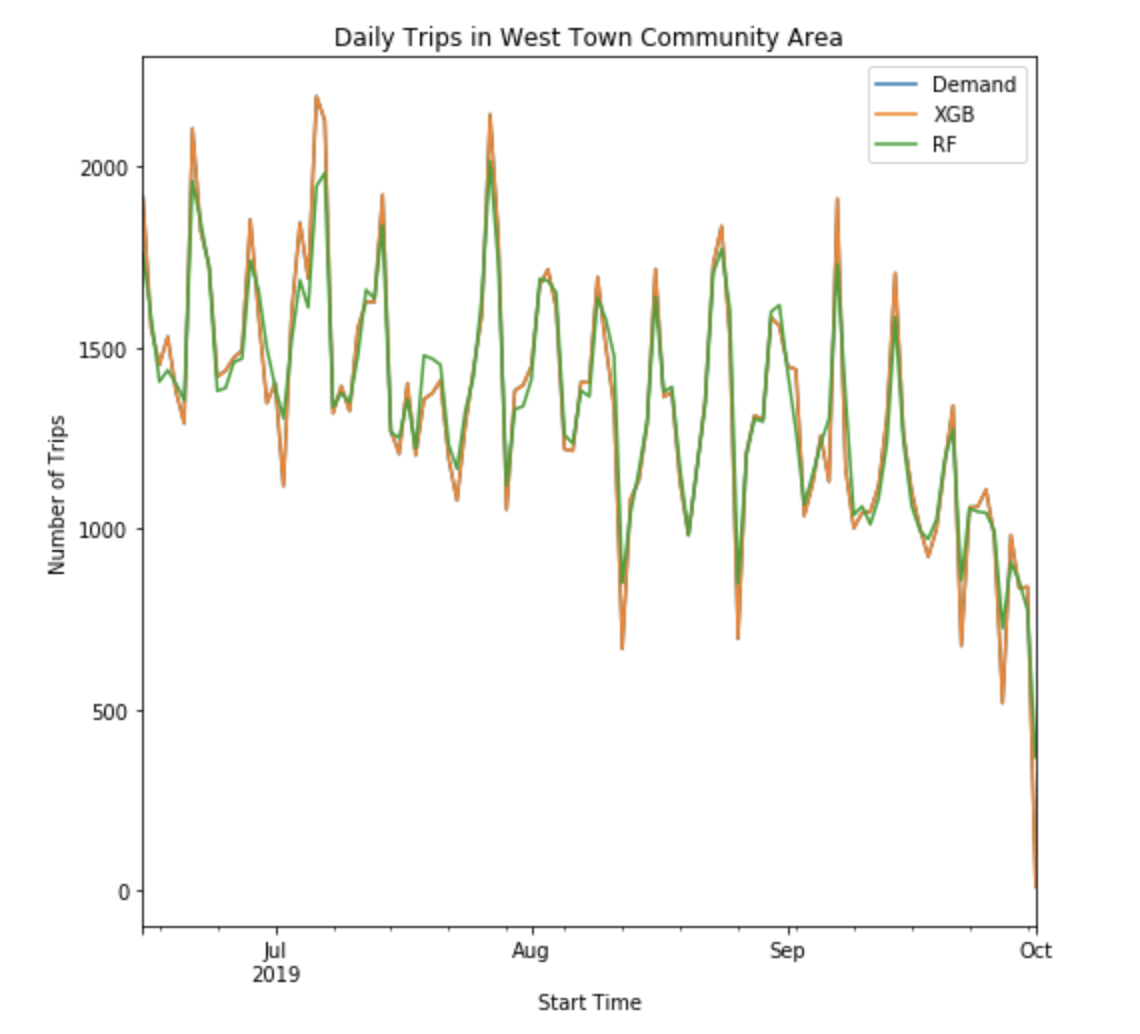 Daily Trips in West Town Community Area
Demand
XGB
RF
Number of Trips
2000
1500
1000
500
0
Jul
2019
Aug
Sep
Oct
Start Time